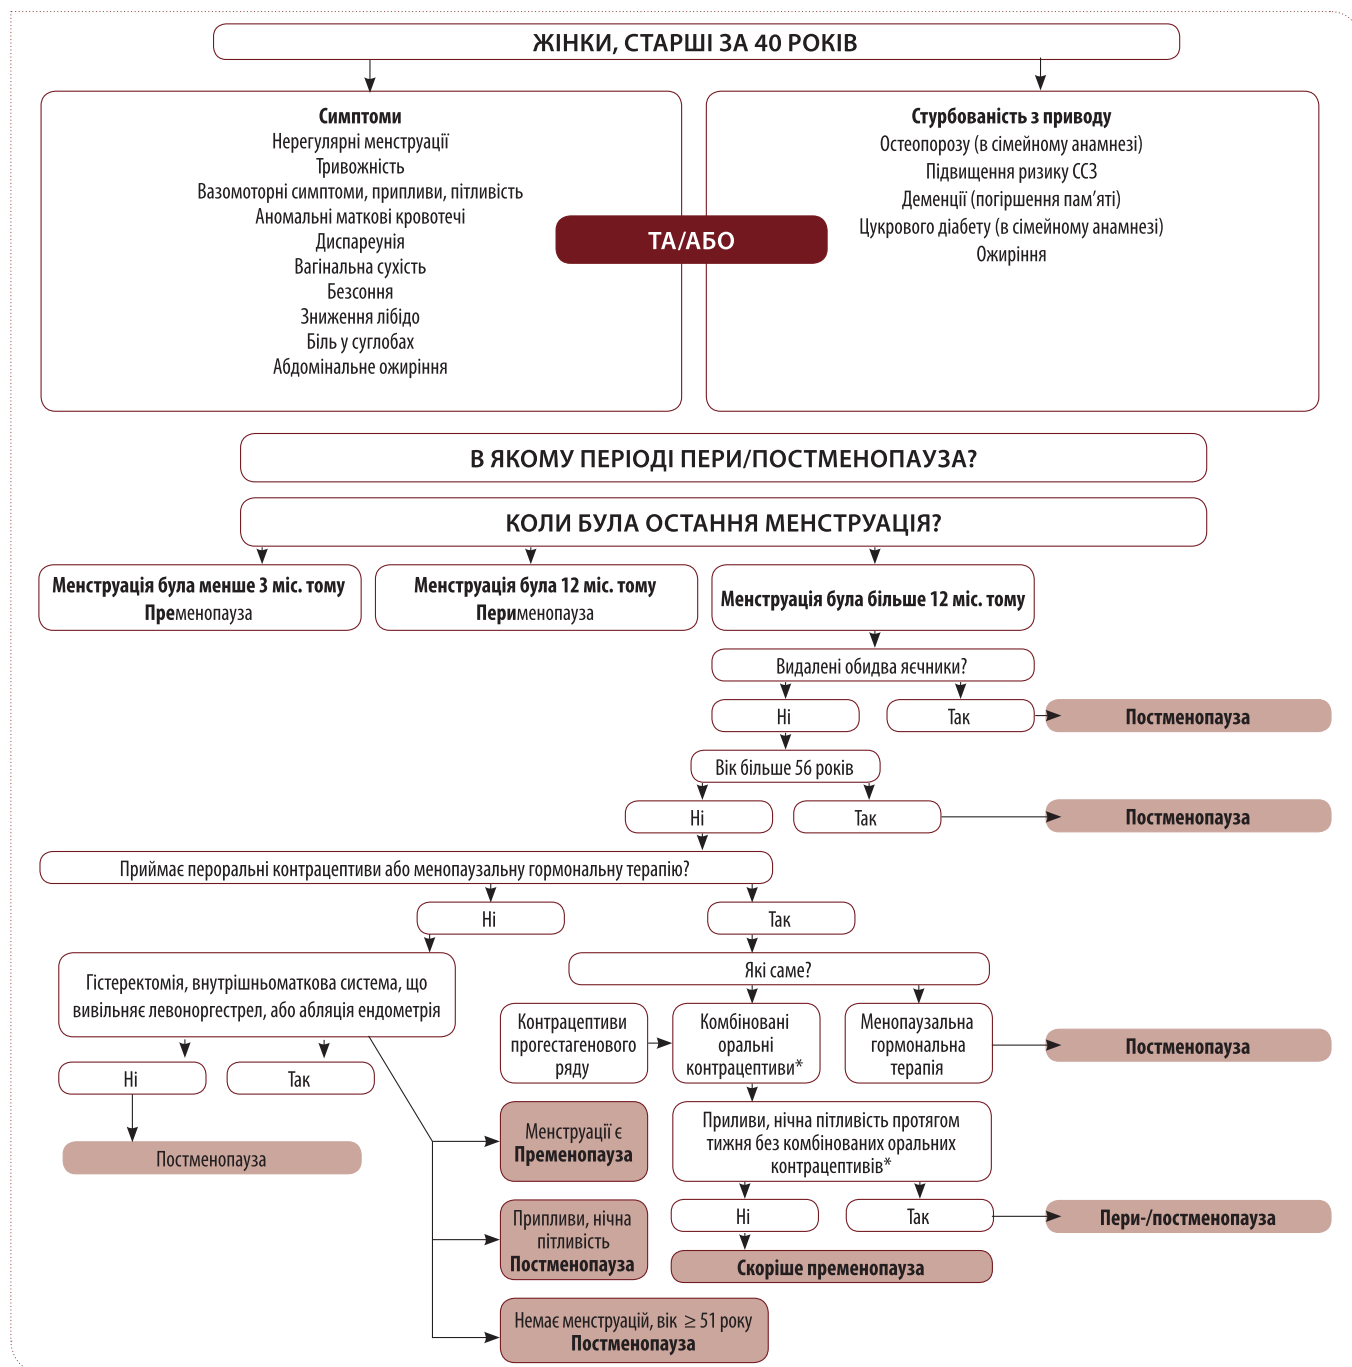 ЖІНКИ, СТАРШІ ЗА 40 РОКІВ
Симптоми
Нерегулярні менструації
Тривожність
Вазомоторні симптоми, припливи, пітливість
Аномальні маткові кровотечі
Диспареунія
Вагінальна сухість
Безсоння
Зниження лібідо
Біль у суглобах
Абдомінальне ожиріння
ТА/АБО
Стурбованість з приводу
Остеопорозу (в сімейному анамнезі)
Підвищення ризику ССЗ
Деменції (погіршення пам’яті)
Цукрового діабету (в сімейному анамнезі)
Ожиріння
В ЯКОМУ ПЕРІОДІ ПЕРИ/ПОСТМЕНОПАУЗА?
КОЛИ БУЛА ОСТАННЯ МЕНСТРУАЦІЯ?
Менструація була менше 3 міс. тому
Пременопауза
Менструація була 12 міс. тому
Перименопауза
Менструація була більше 12 міс. тому
Видалені обидва яєчники?
Ні
Так
Постменопауза
Вік більше 56 років
Ні
Так
Постменопауза
Приймає пероральні контрацептиви або менопаузальну гормональну терапію?
Ні
Так
Гістеректомія, внутрішньоматкова система, що
вивільняє левоноргестрел, або абляція ендометрія
Які саме?
Контрацептиви
прогестагенового
ряду
Комбіновані
оральні
контрацептиви*
Менопаузальна
гормональна
терапія
Постменопауза
Ні
Так
Постменопауза
Менструації є
Пременопауза
Приливи, нічна пітливість протягом
тижня без комбінованих оральних
контрацептивів*
Припливи, нічна
пітливість
Постменопауза
Ні
Так
Пери-/постменопауза
Скоріше пременопауза
Немає менструацій, вік ≥ 51 року
Постменопауза